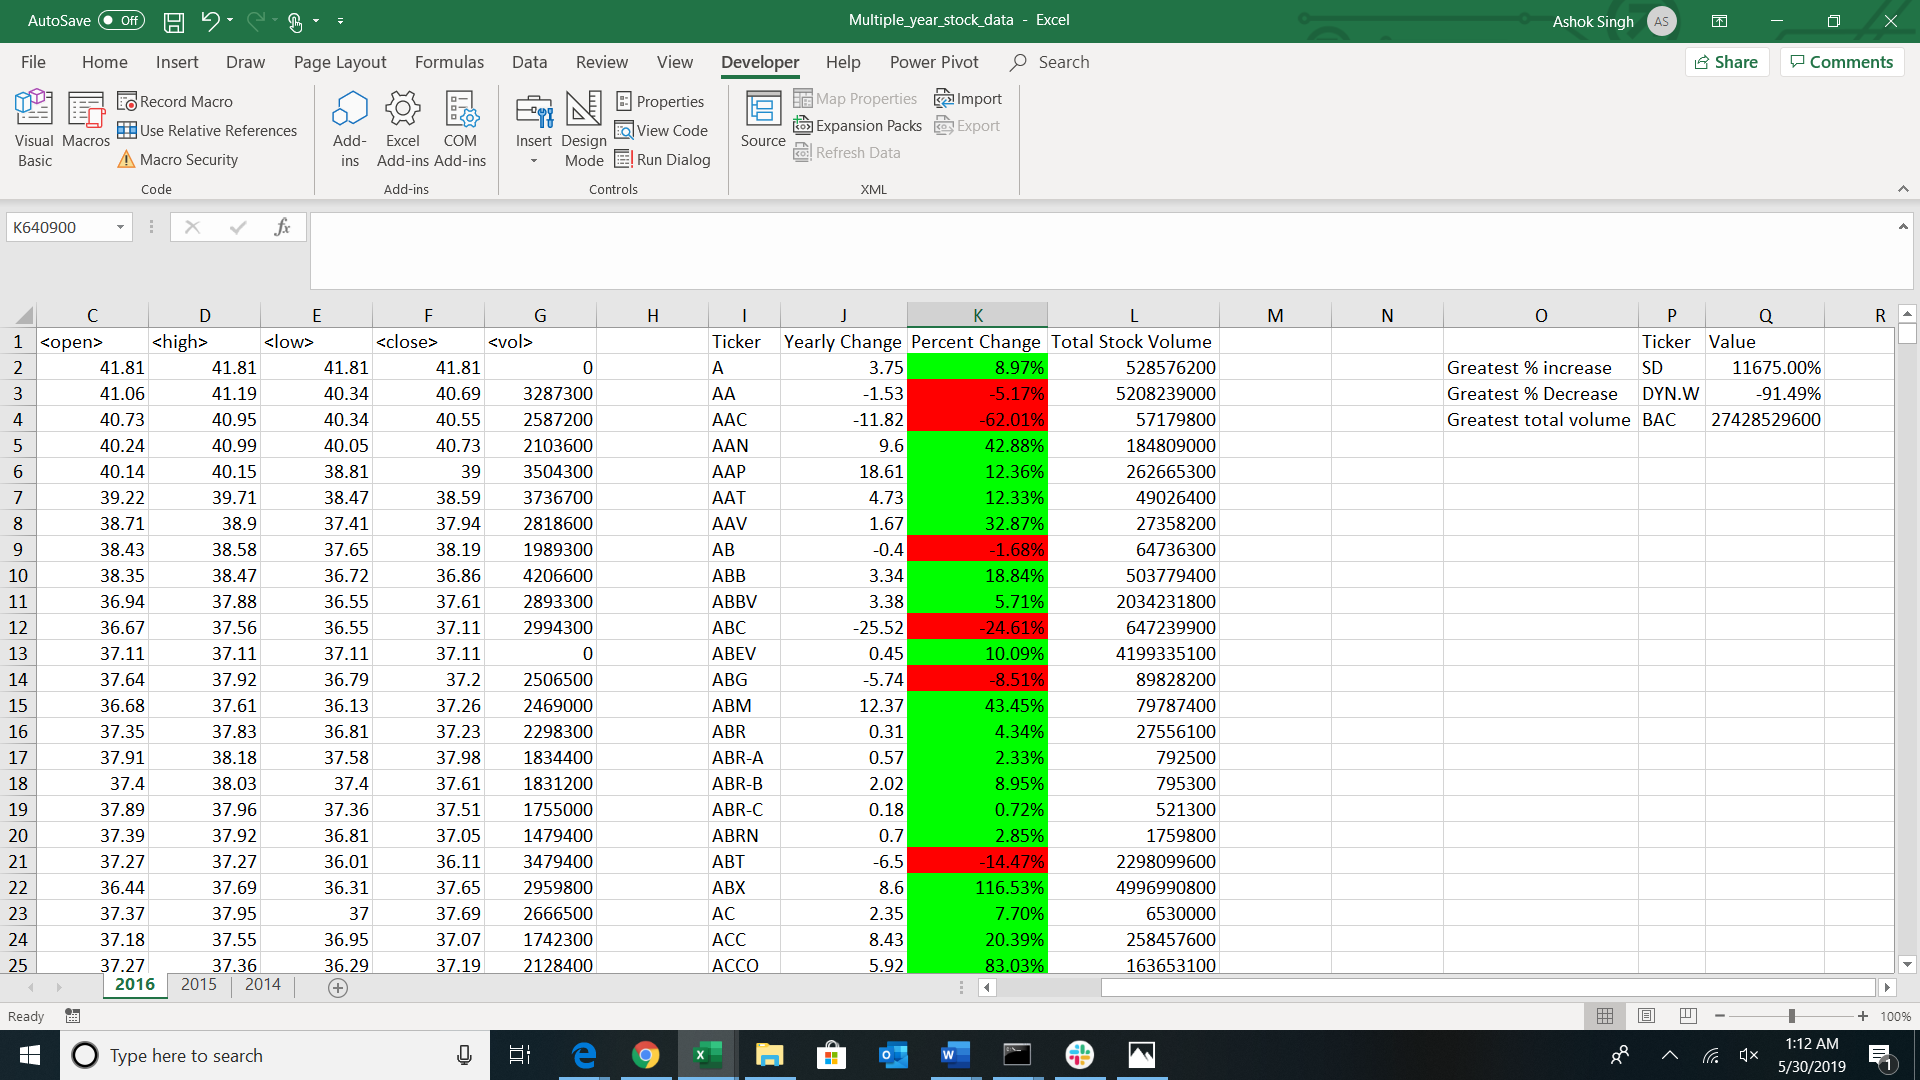 AutoSave Off Multiple_year_stock_data - Excel Ashok Singh AS
File Home Insert Draw Page Layout Formulas Data Review View Developer Help Power Pivot Search Share Comments
Visual Basic
Macros
Record Macro
Use Relative References
Macro Security
Code
Add-ins
Excel Add-ins
COM Add-ins
Add-ins
Insert
Design Mode
Properties
View Code
Run Dialog
Controls
Source
Map Properties
Expansion Packs
Refresh Data
Import
Export
XML
K640900 fx
C D E F G H I J K L M N O P Q R
1 <open> <high> <low> <close> <vol> Ticker Yearly Change Percent Change Total Stock Volume Ticker Value
2 41.81 41.81 41.81 41.81 0 A 3.75 8.97% 528576200 Greatest % increase SD 11675.00%
3 41.06 41.19 40.34 40.69 3287300 AA -1.53 -5.17% 5208239000 Greatest % Decrease DYN.W -91.49%
4 40.73 40.95 40.34 40.55 2587200 AAC -11.82 -62.01% 57179800 Greatest total volume BAC 27428529600
5 40.24 40.99 40.05 40.73 2103600 AAN 9.6 42.88% 184809000
6 40.14 40.15 38.81 39 3504300 AAP 18.61 12.36% 262665300
7 39.22 39.71 38.47 38.59 3736700 AAT 4.73 12.33% 49026400
8 38.71 38.9 37.41 37.94 2818600 AAV 1.67 32.87% 27358200
9 38.43 38.58 37.65 38.19 1989300 AB -0.4 -1.68% 64736300
10 38.35 38.47 36.72 36.86 4206600 ABB 3.34 18.84% 503779400
11 36.94 37.88 36.55 37.61 2893300 ABBV 3.38 5.71% 2034231800
12 36.67 37.56 36.55 37.11 2994300 ABC -25.52 -24.61% 647239900
13 37.11 37.11 37.11 37.11 0 ABEV 0.45 10.09% 4199335100
14 37.64 37.92 36.79 37.2 2506500 ABG -5.74 -8.51% 89828200
15 36.68 37.61 36.13 37.26 2469000 ABM 12.37 43.45% 79787400
16 37.35 37.83 36.81 37.23 2298300 ABR 0.31 4.34% 27556100
17 37.91 38.18 37.58 37.98 1834400 ABR-A 0.57 2.33% 792500
18 37.4 38.03 37.4 37.61 1831200 ABR-B 2.02 8.95% 795300
19 37.89 37.96 37.36 37.51 1755000 ABR-C 0.18 0.72% 521300
20 37.39 37.92 36.81 37.05 1479400 ABRN 0.7 2.85% 1759800
21 37.27 37.27 36.01 36.11 3479400 ABT -6.5 -14.47% 2298099600
22 36.44 37.69 36.31 37.65 2959800 ABX 8.6 116.53% 4996990800
23 37.37 37.95 37 37.69 2666500 AC 2.35 7.70% 6530000
24 37.18 37.55 36.95 37.07 1742300 ACC 8.43 20.39% 258457600
25 37.27 37.36 36.29 37.19 2128400 ACCO 5.92 83.03% 163653100
2016 2015 2014
Ready 100%
Type here to search 1:12 AM
5/30/2019 1